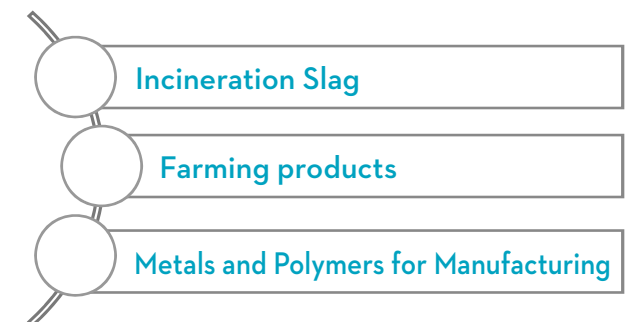 Incineration Slag
Farming products
Metals and Polymers for Manufacturing